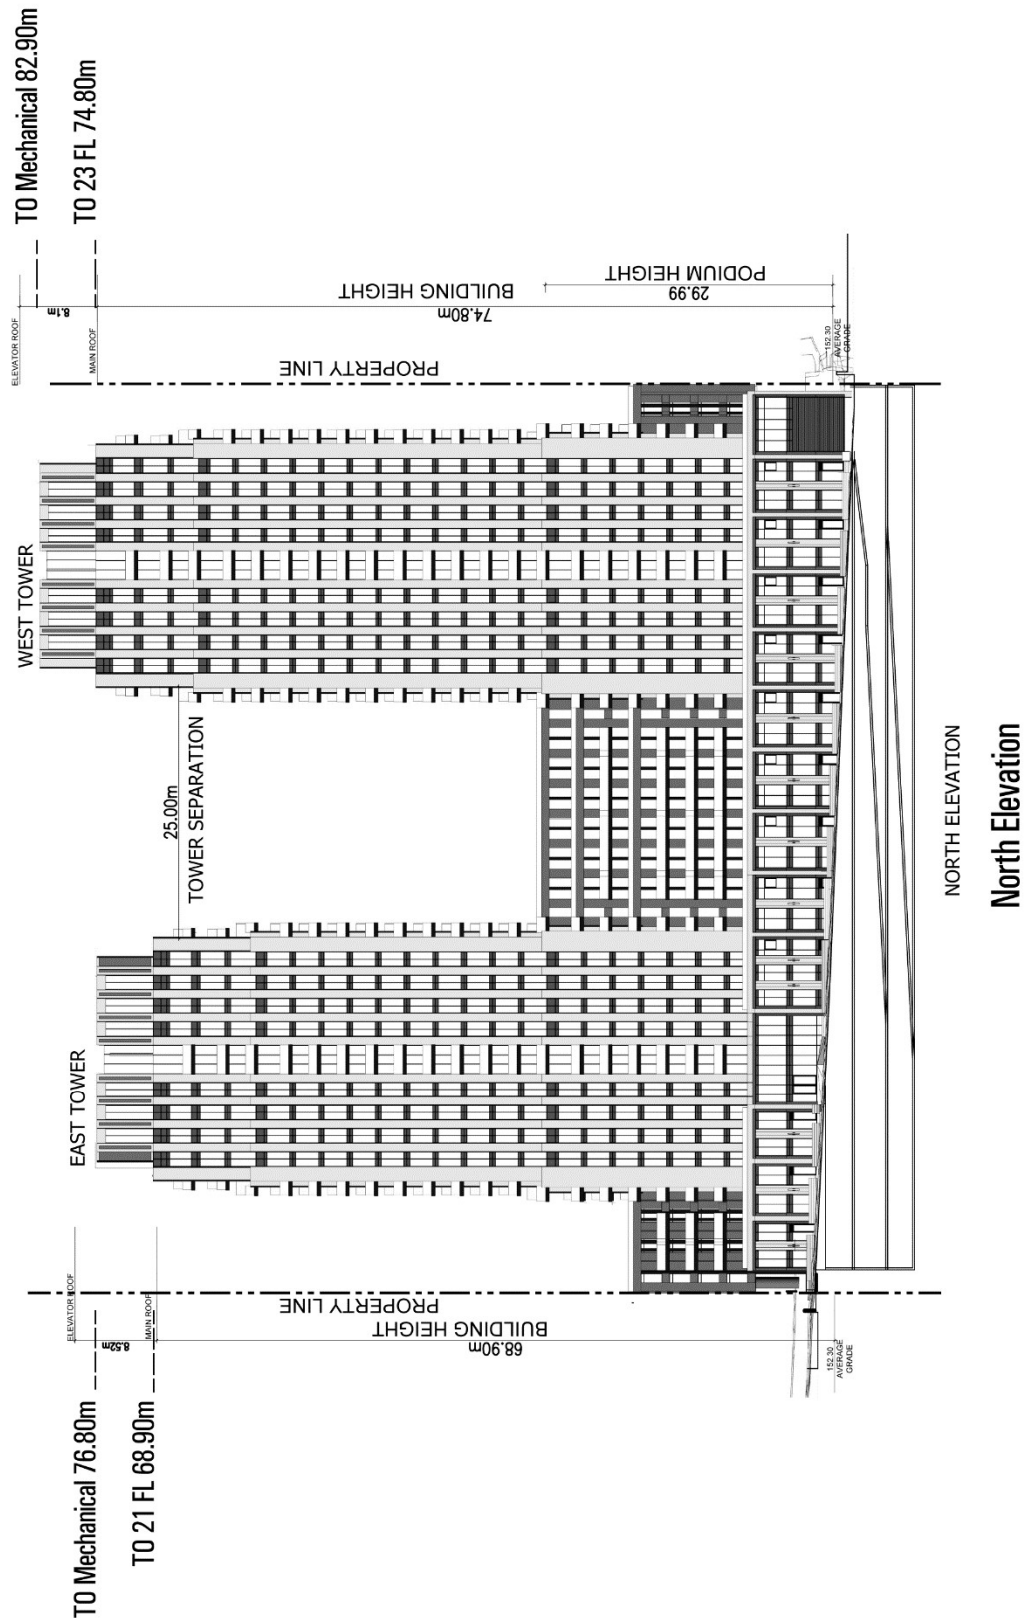 TO Mechanical 82.90m
TO 23 FL 74.80m
ELEVATOR ROOF
8.1m
MAIN ROOF
BUILDING HEIGHT
74.80m
PODIUM HEIGHT
29.99
152.30
AVERAGE
GRADE
PROPERTY LINE
WEST TOWER
25.00m
TOWER SEPARATION
EAST TOWER
PROPERTY LINE
ELEVATOR ROOF
8.52m
MAIN ROOF
BUILDING HEIGHT
68.90m
152.30
AVERAGE
GRADE
TO Mechanical 76.80m
TO 21 FL 68.90m
NORTH ELEVATION
North Elevation